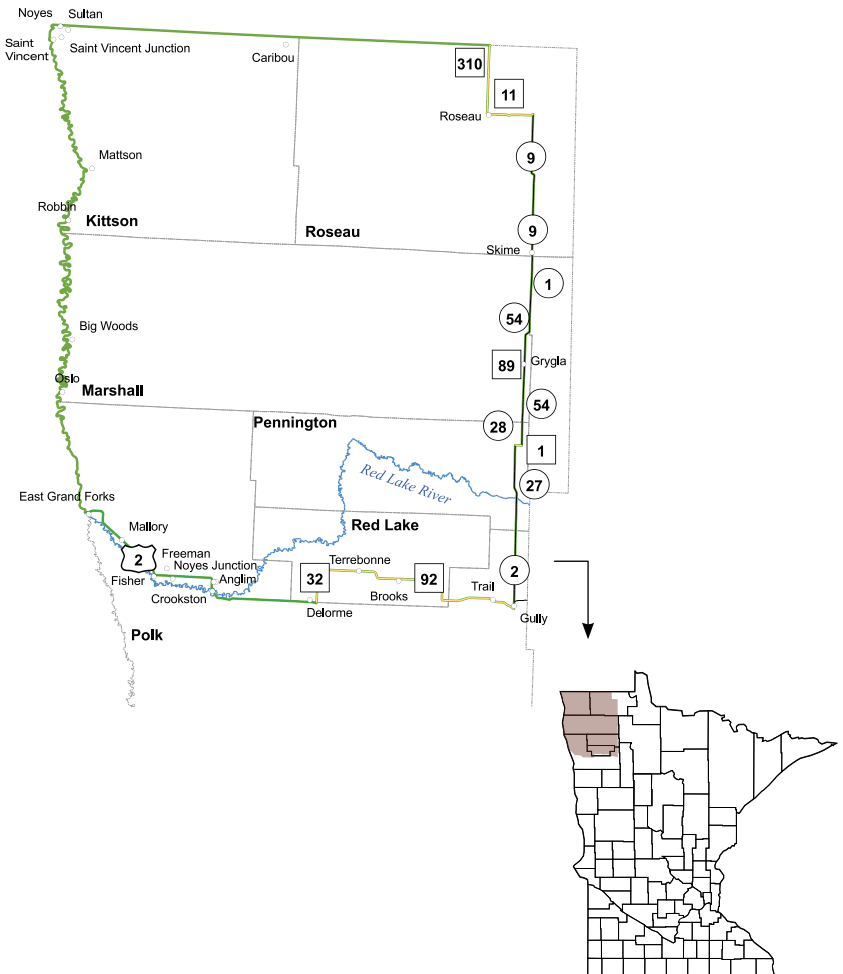 Noyes
Sultan
Saint
Vincent
Saint Vincent Junction
Caribou
310
11
Roseau
9
Mattson
Robbin
Kittson
Roseau
9
Skime
1
54
Big Woods
89
Grygla
Oslo
Marshall
54
Pennington
28
1
Red Lake River
27
East Grand Forks
Mallory
Red Lake
2
Freeman
Noyes Junction
Fisher
Anglim
Crookston
32
Terrebonne
Brooks
92
Trail
2
Delorme
Gully
Polk